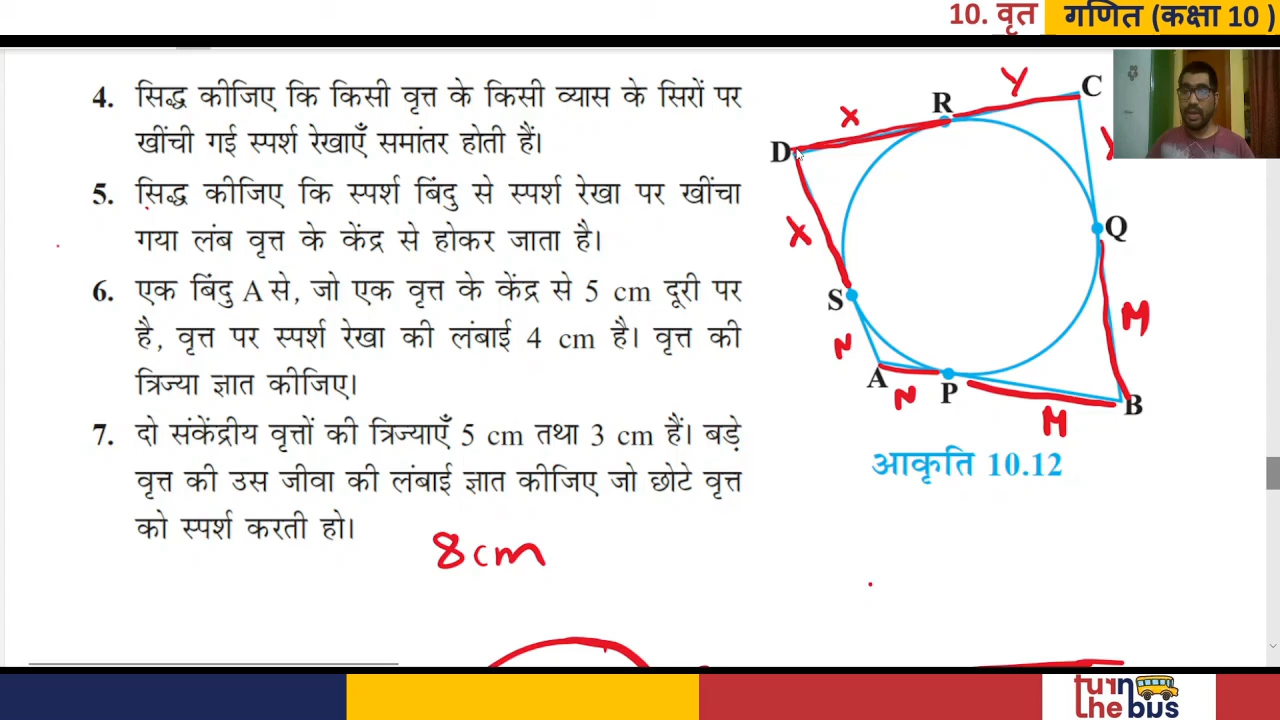 10. वृत
गणित (कक्षा 10 )
4. सिद्ध कीजिए कि किसी वृत्त के किसी व्यास के सिरों पर
खींची गई स्पर्श रेखाएँ समांतर होती हैं।
5. सिद्ध कीजिए कि स्पर्श बिंदु से स्पर्श रेखा पर खींचा
गया लंब वृत्त के केंद्र से होकर जाता है।
6. एक बिंदु A से, जो एक वृत्त के केंद्र से 5 cm दूरी पर
है, वृत्त पर स्पर्श रेखा की लंबाई 4 cm है। वृत्त की
त्रिज्या ज्ञात कीजिए।
7. दो संकेंद्रीय वृत्तों की त्रिज्याएँ 5 cm तथा 3 cm हैं। बड़े
वृत्त की उस जीवा की लंबाई ज्ञात कीजिए जो छोटे वृत्त
को स्पर्श करती हो।
8 cm
Y
C
R
X
D
Q
X
S
M
N
A
N
P
M
B
आकृति 10.12
turn
the bus